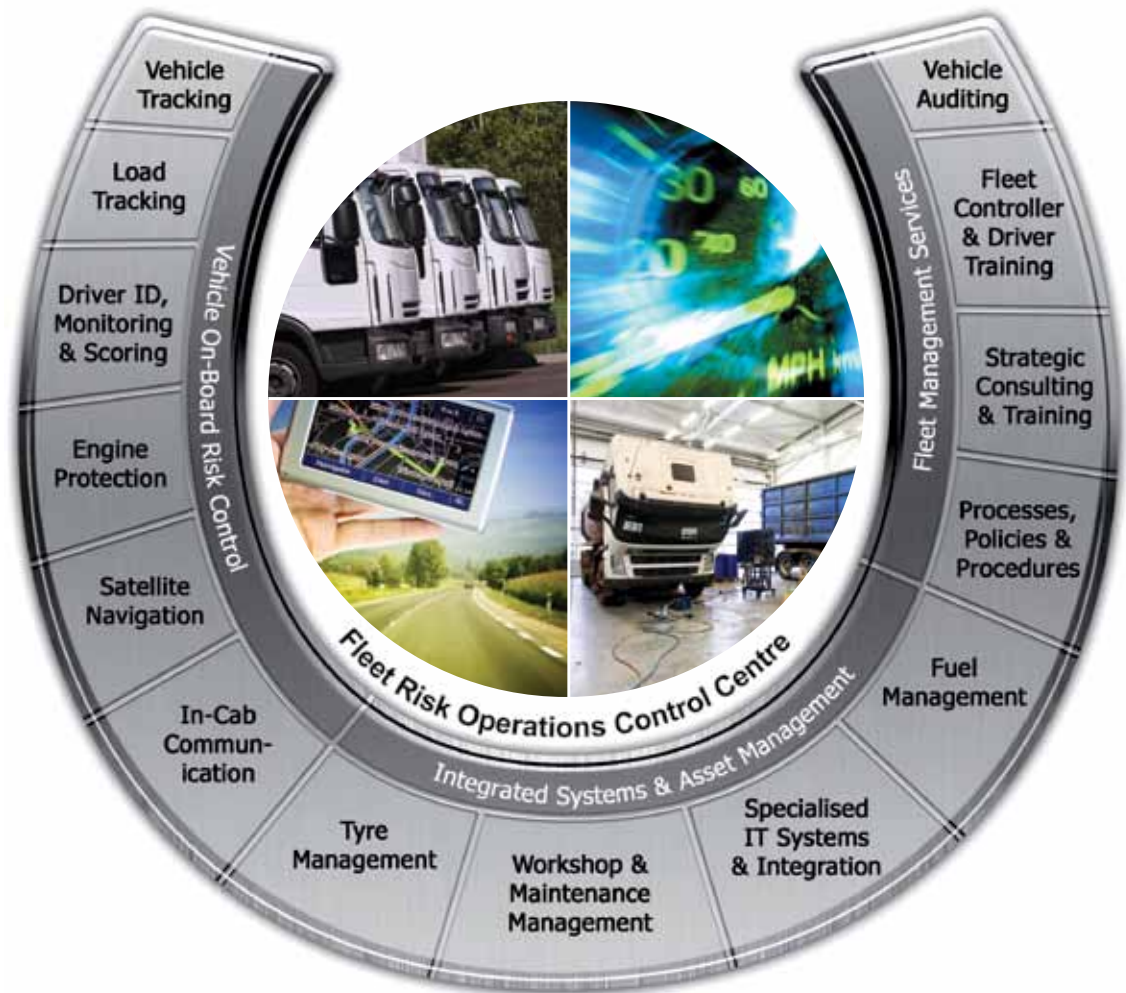 Vehicle
Tracking
Load
Tracking
Driver ID,
Monitoring
& Scoring
Engine
Protection
Satellite
Navigation
In-Cab
Commun-
ication
Vehicle On-Board Risk Control
Tyre
Management
Workshop &
Maintenance
Management
Specialised
IT Systems
& Integration
Fuel
Management
Integrated Systems & Asset Management
Vehicle
Auditing
Fleet
Controller
& Driver
Training
Strategic
Consulting
& Training
Processes,
Policies &
Procedures
Fleet Management Services
Fleet Risk Operations Control Centre
60
MPH